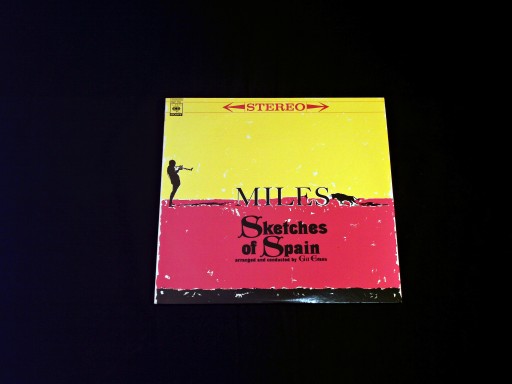 STEREO
MILES
Sketches
of Spain
arranged and conducted by Gil Evans